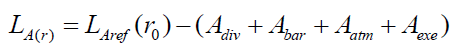 L_{A(r)} = L_{Aref}(r_0) − (A_{div} + A_{bar} + A_{atm} + A_{exe})